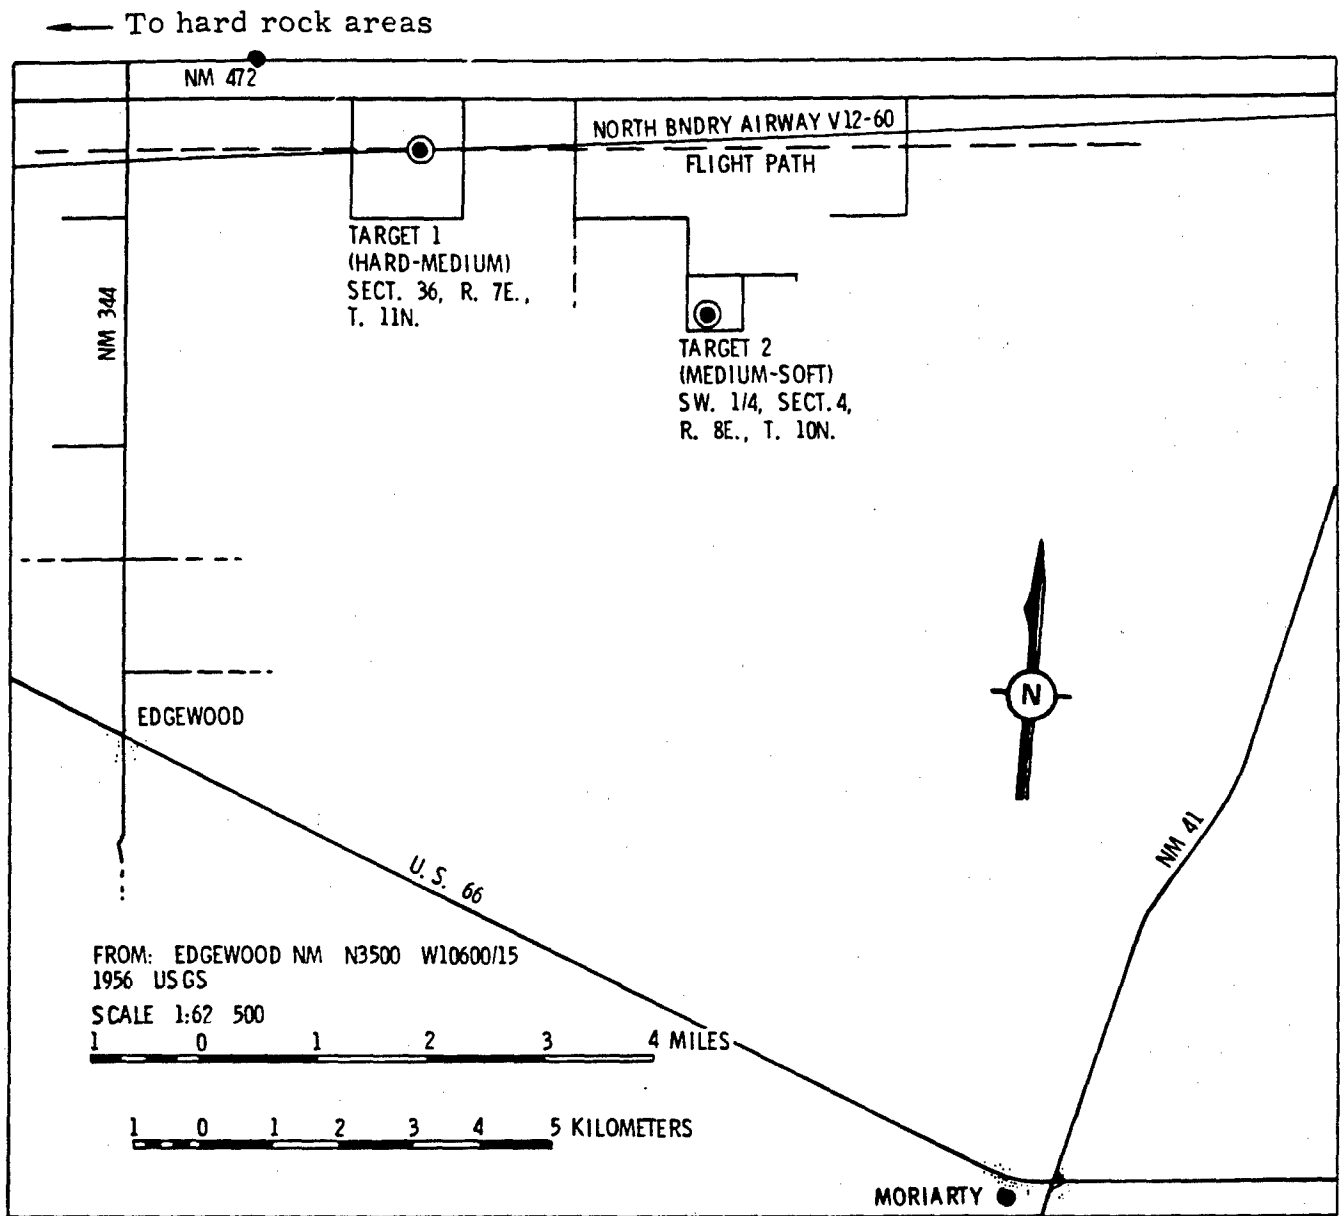 To hard rock areas
NM 472
NORTH BNDRY AIRWAY V12-60
FLIGHT PATH
TARGET 1
(HARD-MEDIUM)
SECT. 36, R. 7E.,
T. 11N.
NM 344
TARGET 2
(MEDIUM-SOFT)
SW. 1/4, SECT. 4,
R. 8E., T. 10N.
N
EDGEWOOD
NM 41
U. S. 66
FROM: EDGEWOOD NM N3500 W10600/15
1956 USGS
SCALE 1:62 500
1 0 1 2 3 4 MILES
1 0 1 2 3 4 5 KILOMETERS
MORIARTY